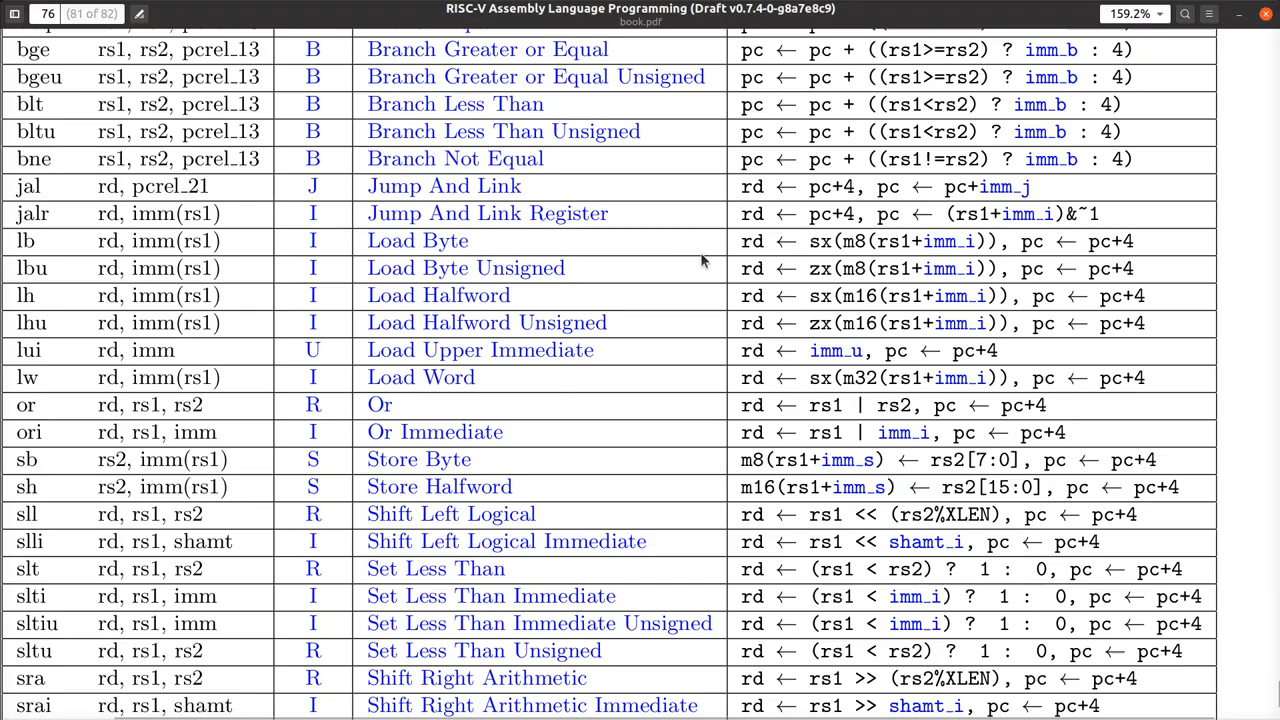 76 (81 of 82) RISC-V Assembly Language Programming (Draft v0.7.4-0-g8a7e8c9) 159.2%
book.pdf
bge rs1, rs2, pcrel_13 B Branch Greater or Equal pc ← pc + ((rs1>=rs2) ? imm_b : 4)
bgeu rs1, rs2, pcrel_13 B Branch Greater or Equal Unsigned pc ← pc + ((rs1>=rs2) ? imm_b : 4)
blt rs1, rs2, pcrel_13 B Branch Less Than pc ← pc + ((rs1<rs2) ? imm_b : 4)
bltu rs1, rs2, pcrel_13 B Branch Less Than Unsigned pc ← pc + ((rs1<rs2) ? imm_b : 4)
bne rs1, rs2, pcrel_13 B Branch Not Equal pc ← pc + ((rs1!=rs2) ? imm_b : 4)
jal rd, pcrel_21 J Jump And Link rd ← pc+4, pc ← pc+imm_j
jalr rd, imm(rs1) I Jump And Link Register rd ← pc+4, pc ← (rs1+imm_i)&~1
lb rd, imm(rs1) I Load Byte rd ← sx(m8(rs1+imm_i)), pc ← pc+4
lbu rd, imm(rs1) I Load Byte Unsigned rd ← zx(m8(rs1+imm_i)), pc ← pc+4
lh rd, imm(rs1) I Load Halfword rd ← sx(m16(rs1+imm_i)), pc ← pc+4
lhu rd, imm(rs1) I Load Halfword Unsigned rd ← zx(m16(rs1+imm_i)), pc ← pc+4
lui rd, imm U Load Upper Immediate rd ← imm_u, pc ← pc+4
lw rd, imm(rs1) I Load Word rd ← sx(m32(rs1+imm_i)), pc ← pc+4
or rd, rs1, rs2 R Or rd ← rs1 | rs2, pc ← pc+4
ori rd, rs1, imm I Or Immediate rd ← rs1 | imm_i, pc ← pc+4
sb rs2, imm(rs1) S Store Byte m8(rs1+imm_s) ← rs2[7:0], pc ← pc+4
sh rs2, imm(rs1) S Store Halfword m16(rs1+imm_s) ← rs2[15:0], pc ← pc+4
sll rd, rs1, rs2 R Shift Left Logical rd ← rs1 << (rs2%XLEN), pc ← pc+4
slli rd, rs1, shamt I Shift Left Logical Immediate rd ← rs1 << shamt_i, pc ← pc+4
slt rd, rs1, rs2 R Set Less Than rd ← (rs1 < rs2) ? 1 : 0, pc ← pc+4
slti rd, rs1, imm I Set Less Than Immediate rd ← (rs1 < imm_i) ? 1 : 0, pc ← pc+4
sltiu rd, rs1, imm I Set Less Than Immediate Unsigned rd ← (rs1 < imm_i) ? 1 : 0, pc ← pc+4
sltu rd, rs1, rs2 R Set Less Than Unsigned rd ← (rs1 < rs2) ? 1 : 0, pc ← pc+4
sra rd, rs1, rs2 R Shift Right Arithmetic rd ← rs1 >> (rs2%XLEN), pc ← pc+4
srai rd, rs1, shamt I Shift Right Arithmetic Immediate rd ← rs1 >> shamt_i, pc ← pc+4